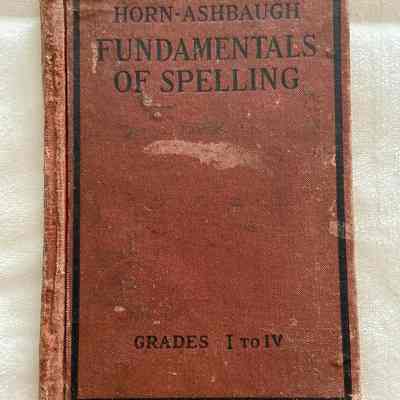 HORN-ASHBAUGH
FUNDAMENTALS
OF SPELLING
GRADES I TO IV